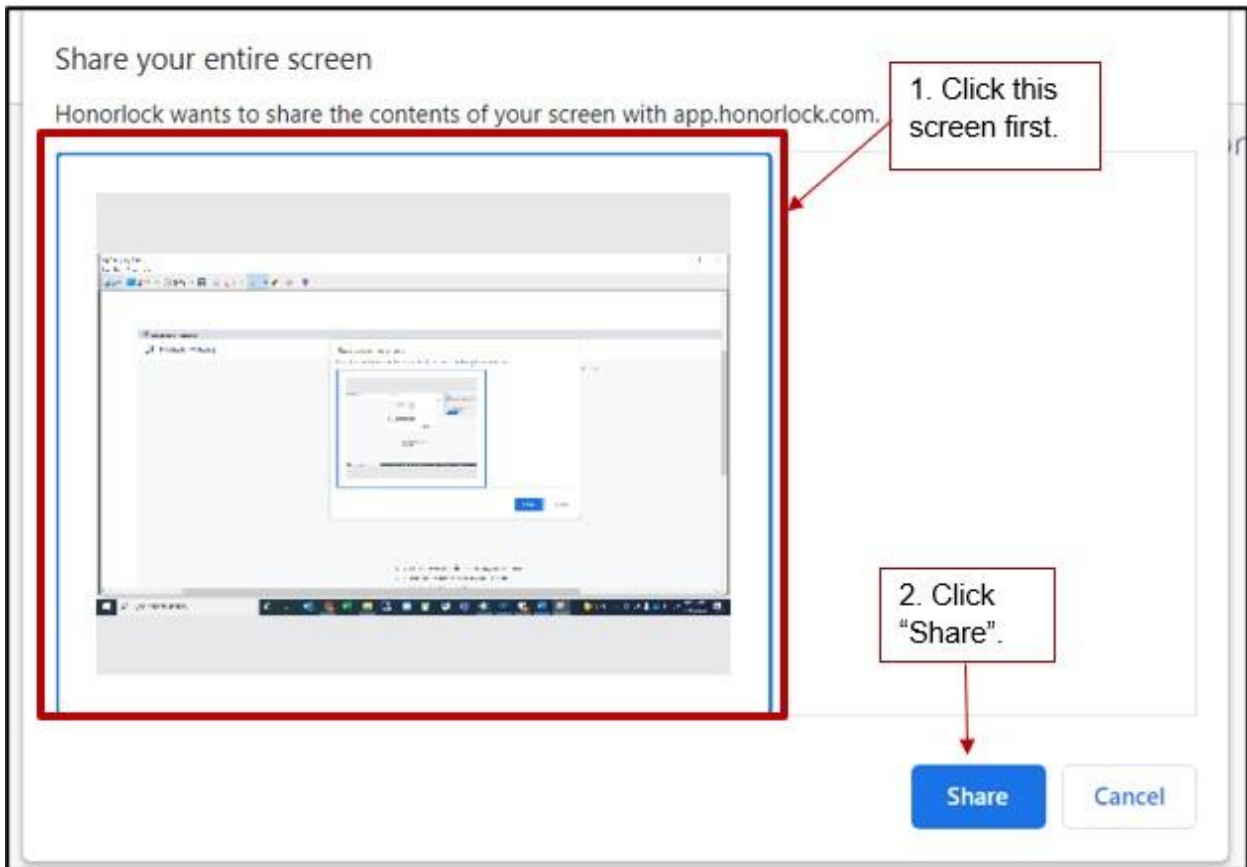 Share your entire screen
Honorlock wants to share the contents of your screen with app.honorlock.com.
1. Click this
screen first.
2. Click
“Share”.
Share
Cancel